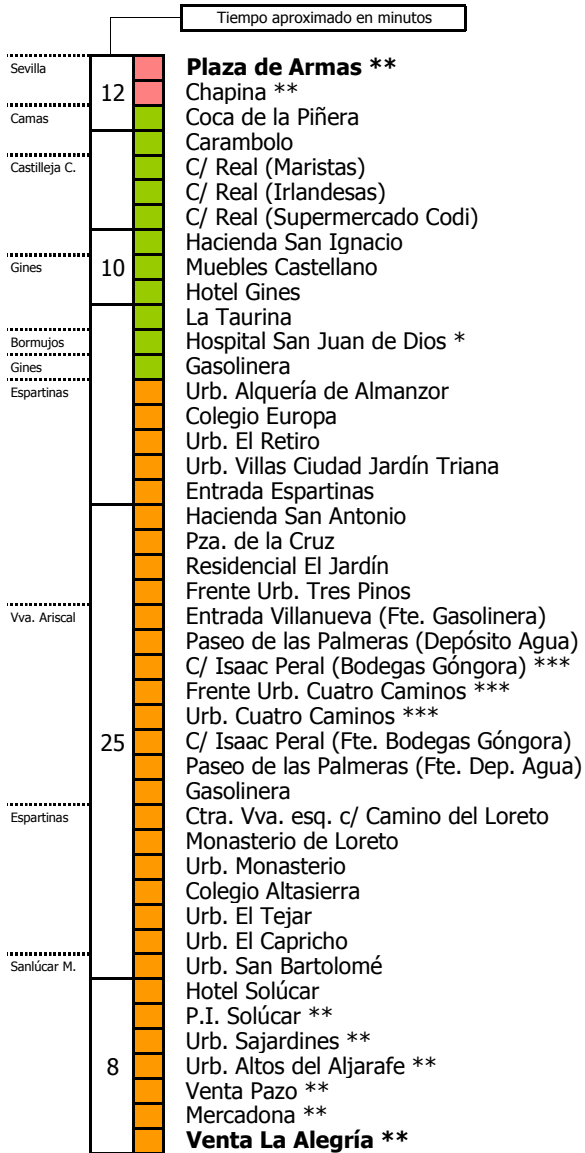 Tiempo aproximado en minutos
Sevilla
12
Plaza de Armas **
Chapina **
Camas
Coca de la Piñera
Carambolo
Castilleja C.
C/ Real (Maristas)
C/ Real (Irlandesas)
C/ Real (Supermercado Codi)
Hacienda San Ignacio
Gines
10
Muebles Castellano
Hotel Gines
La Taurina
Bormujos
Hospital San Juan de Dios *
Gines
Gasolinera
Espartinas
Urb. Alquería de Almanzor
Colegio Europa
Urb. El Retiro
Urb. Villas Ciudad Jardín Triana
Entrada Espartinas
Hacienda San Antonio
Pza. de la Cruz
Residencial El Jardín
Frente Urb. Tres Pinos
Vva. Ariscal
Entrada Villanueva (Fte. Gasolinera)
Paseo de las Palmeras (Depósito Agua)
C/ Isaac Peral (Bodegas Góngora) ***
Frente Urb. Cuatro Caminos ***
Urb. Cuatro Caminos ***
25
C/ Isaac Peral (Fte. Bodegas Góngora)
Paseo de las Palmeras (Fte. Dep. Agua)
Gasolinera
Espartinas
Ctra. Vva. esq. c/ Camino del Loreto
Monasterio de Loreto
Urb. Monasterio
Colegio Altasierra
Urb. El Tejar
Urb. El Capricho
Sanlúcar M.
Urb. San Bartolomé
Hotel Solúcar
P.I. Solúcar **
Urb. Sajardines **
8
Urb. Altos del Aljarafe **
Venta Pazo **
Mercadona **
Venta La Alegría **